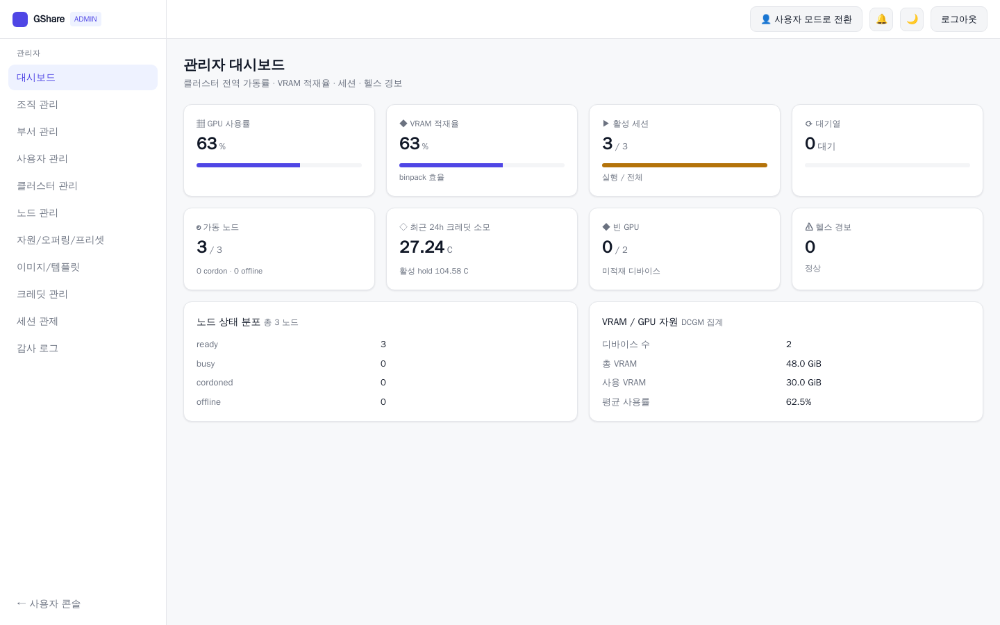 GShare ADMIN
👤 사용자 모드로 전환
🔔
🌙
로그아웃
관리자
대시보드
조직 관리
부서 관리
사용자 관리
클러스터 관리
노드 관리
자원/오퍼링/프리셋
이미지/템플릿
크레딧 관리
세션 관제
감사 로그
← 사용자 콘솔
관리자 대시보드
클러스터 전역 가동률 · VRAM 적재율 · 세션 · 헬스 경보
▦ GPU 사용률
63 %
◆ VRAM 적재율
63 %
binpack 효율
▶ 활성 세션
3 / 3
실행 / 전체
⟳ 대기열
0 대기
가동 노드
3 / 3
0 cordon · 0 offline
◇ 최근 24h 크레딧 소모
27.24 C
활성 hold 104.58 C
◆ 빈 GPU
0 / 2
미적재 디바이스
⚠ 헬스 경보
0
정상
노드 상태 분포 총 3 노드
ready 3
busy 0
cordoned 0
offline 0
VRAM / GPU 자원 DCGM 집계
디바이스 수 2
총 VRAM 48.0 GiB
사용 VRAM 30.0 GiB
평균 사용률 62.5%